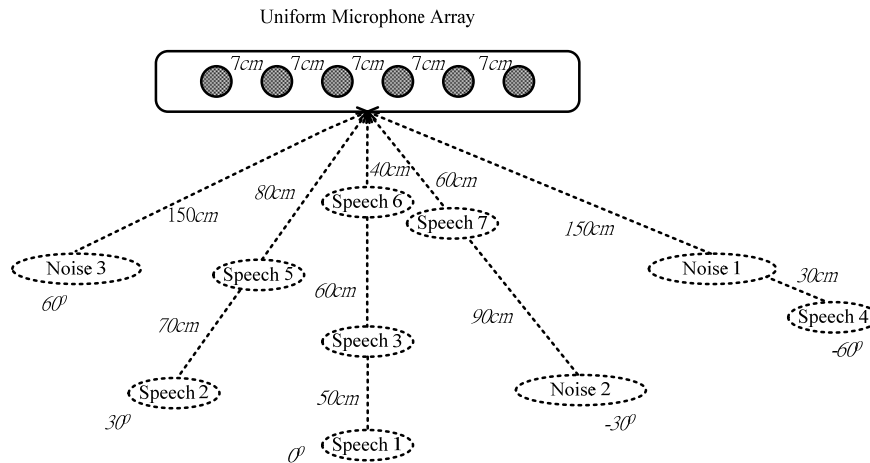 Uniform Microphone Array
7cm 7cm 7cm 7cm 7cm
40cm
80cm
60cm
Speech 6
150cm
Speech 7
150cm
Noise 3
Speech 5
Noise 1
30cm
60⁰
60cm
Speech 4
70cm
90cm
Speech 3
-60⁰
Speech 2
50cm
Noise 2
30⁰
-30⁰
0⁰
Speech 1